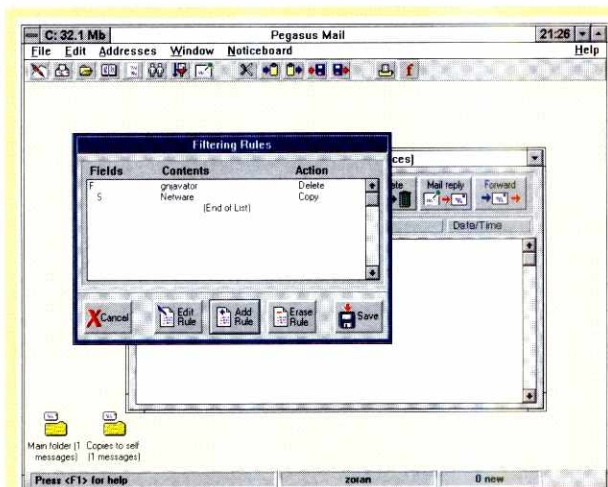 C: 32.1 Mb Pegasus Mail 21:26
File Edit Addresses Window Noticeboard Help
Filtering Rules
Fields Contents Action
F gnjavator Delete
S Netware Copy
(End of List)
Cancel Edit Rule Add Rule Erase Rule Save
ces)
ete Mail reply Forward
Date/Time
Main folder (1 messages) Copies to self (1 messages)
Press <F1> for help zoran 0 new